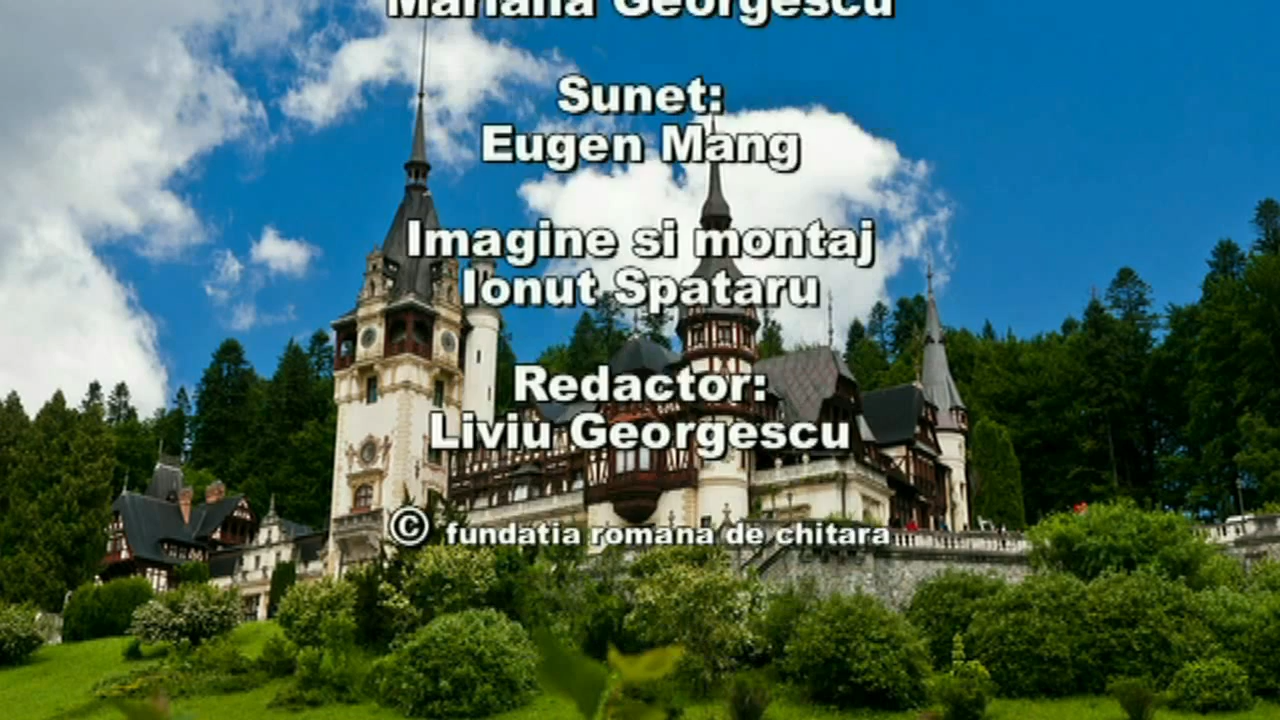 Mariana Georgescu
Sunet:
Eugen Mang
Imagine si montaj
Ionut Spataru
Redactor:
Liviu Georgescu
© fundatia romana de chitara